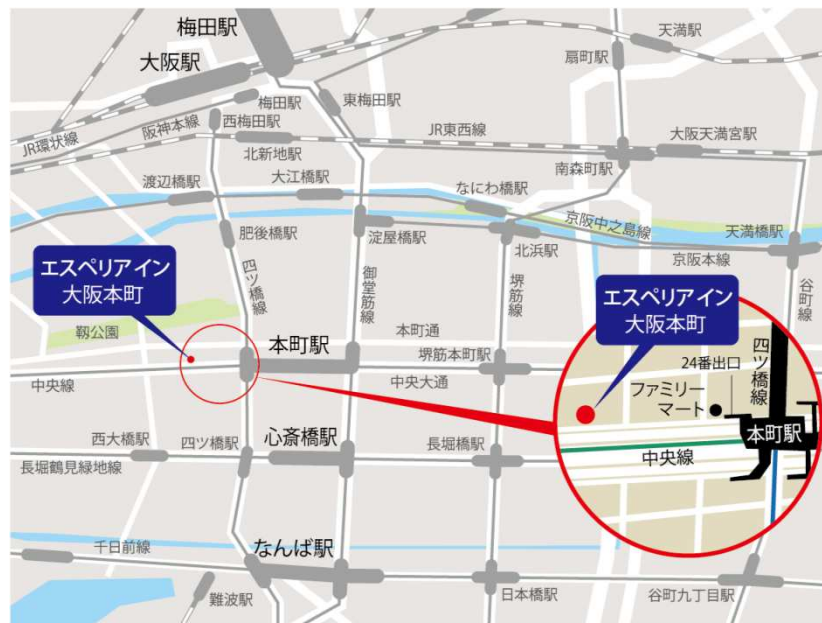 梅田駅
大阪駅
天満駅
扇町駅
梅田駅
東梅田駅
阪神本線
西梅田駅
JR環状線
北新地駅
JR東西線
大阪天満宮駅
南森町駅
渡辺橋駅
大江橋駅
なにわ橋駅
京阪中之島線
肥後橋駅
淀屋橋駅
北浜駅
天満橋駅
京阪本線
エスペリアイン
大阪本町
四ツ橋線
御堂筋線
堺筋線
谷町線
エスペリアイン
大阪本町
靱公園
本町駅
本町通
堺筋本町駅
中央線
中央大通
24番出口
四ツ橋線
ファミリー
マート
本町駅
中央線
西大橋駅
四ツ橋駅
心斎橋駅
長堀橋駅
長堀鶴見緑地線
千日前線
なんば駅
難波駅
日本橋駅
谷町九丁目駅